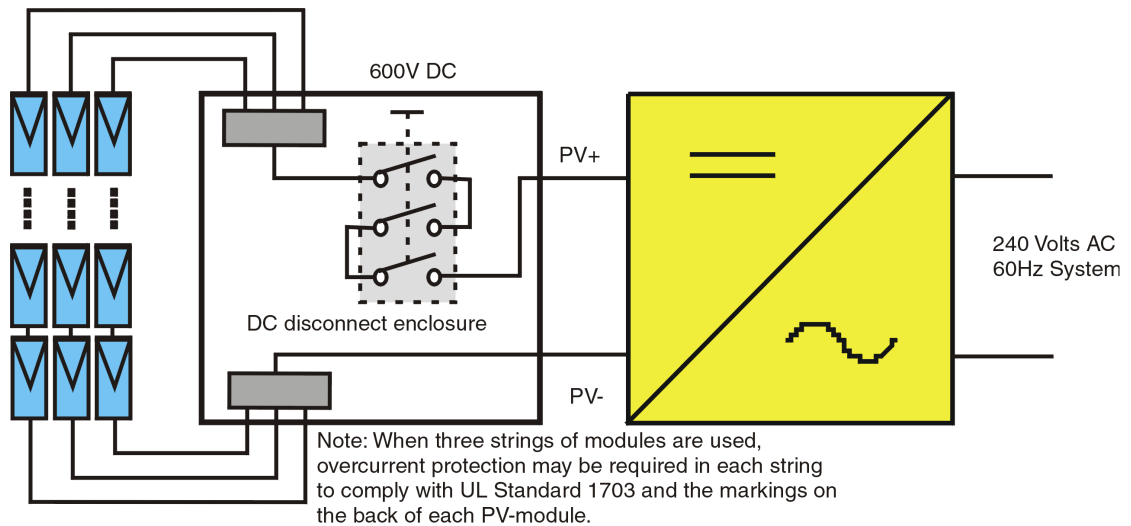 600V DC
PV+
240 Volts AC
60Hz System
DC disconnect enclosure
PV-
Note: When three strings of modules are used,
overcurrent protection may be required in each string
to comply with UL Standard 1703 and the markings on
the back of each PV-module.